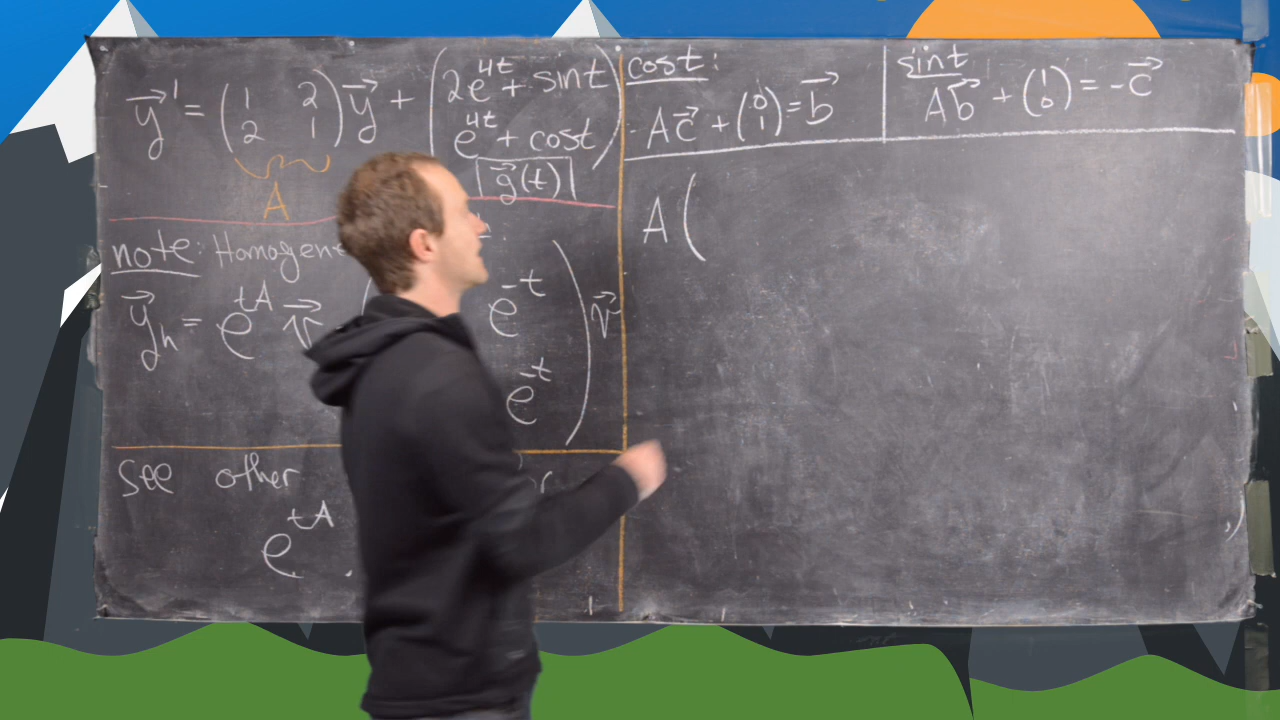 y⃗' = (1 2
2 1) y⃗ + (2e^{4t} + sint
e^{4t} + cost)
A
g⃗(t)
note: Homogene
y⃗_h = e^{tA} v⃗
e^{-t}
e^{-t}
) v⃗
see other
e^{tA}
cost:
Ac⃗ + (0
1) = b⃗
sint
Ab⃗ + (1
0) = -c⃗
A(